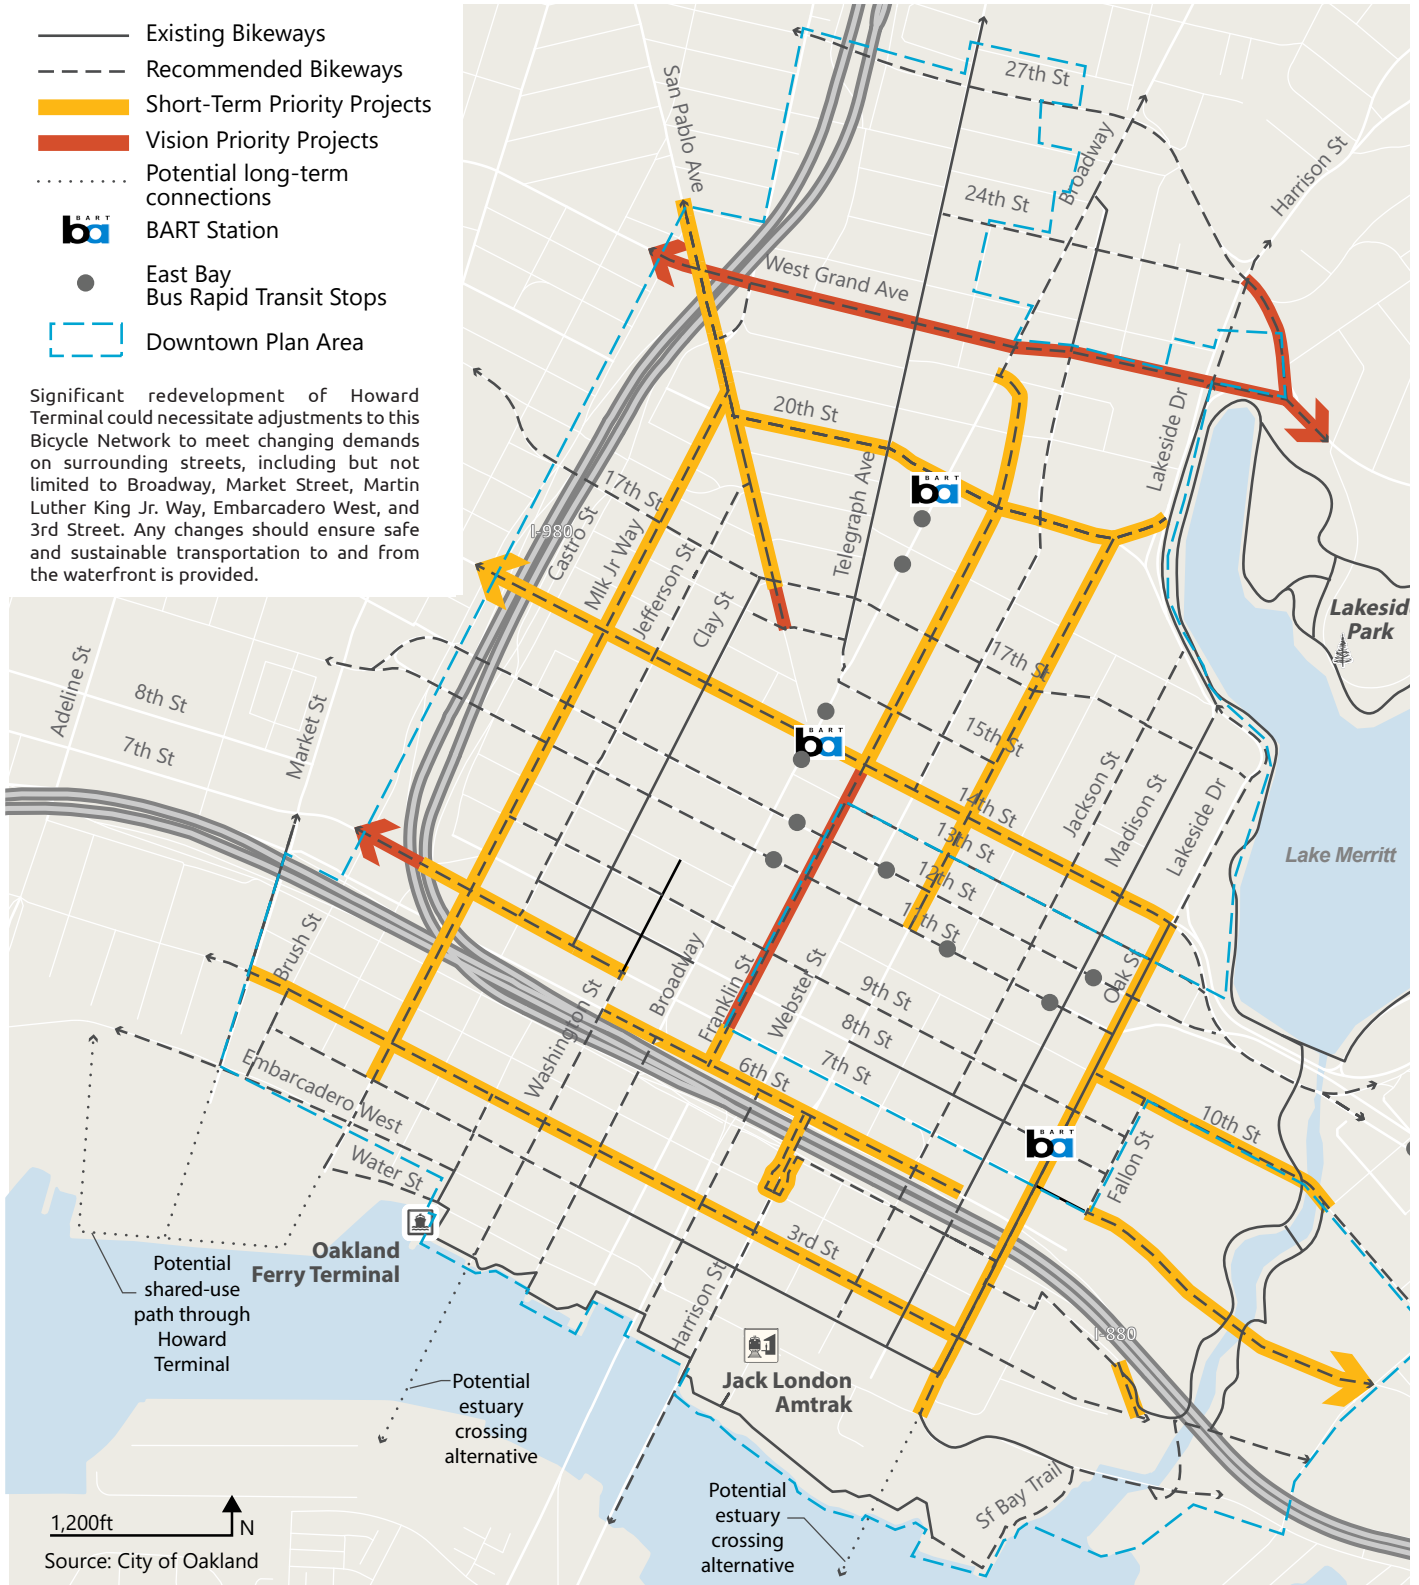 Existing Bikeways
Recommended Bikeways
Short-Term Priority Projects
Vision Priority Projects
Potential long-term
connections
BART
ba
BART Station
East Bay
Bus Rapid Transit Stops
Downtown Plan Area
Significant redevelopment of Howard
Terminal could necessitate adjustments to this
Bicycle Network to meet changing demands
on surrounding streets, including but not
limited to Broadway, Market Street, Martin
Luther King Jr. Way, Embarcadero West, and
3rd Street. Any changes should ensure safe
and sustainable transportation to and from
the waterfront is provided.
San Pablo Ave
27th St
Broadway
Harrison St
24th St
West Grand Ave
20th St
Lakeside Dr
Telegraph Ave
BART
ba
17th St
I-980
Castro St
Mlk Jr Way
Jefferson St
Clay St
Lakesid
Park
17th St
Adeline St
8th St
7th St
Market St
BART
ba
15th St
14th St
13th St
12th St
11th St
Jackson St
Madison St
Lakeside Dr
Lake Merritt
Brush St
Washington St
Broadway
Franklin St
Webster St
9th St
8th St
7th St
6th St
Oak St
Embarcadero West
Water St
BART
ba
Fallon St
10th St
3rd St
Oakland
Ferry Terminal
Potential
shared-use
path through
Howard
Terminal
Harrison St
I-880
Jack London
Amtrak
Potential
estuary
crossing
alternative
Potential
estuary
crossing
alternative
Sf Bay Trail
1,200ft
N
Source: City of Oakland